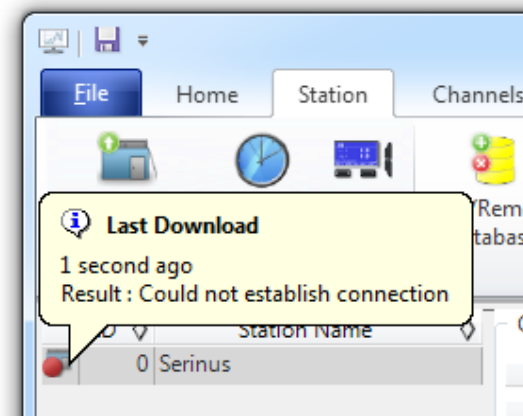 File Home Station Channels
Last Download
1 second ago
Result : Could not establish connection
Station Name
0 Serinus